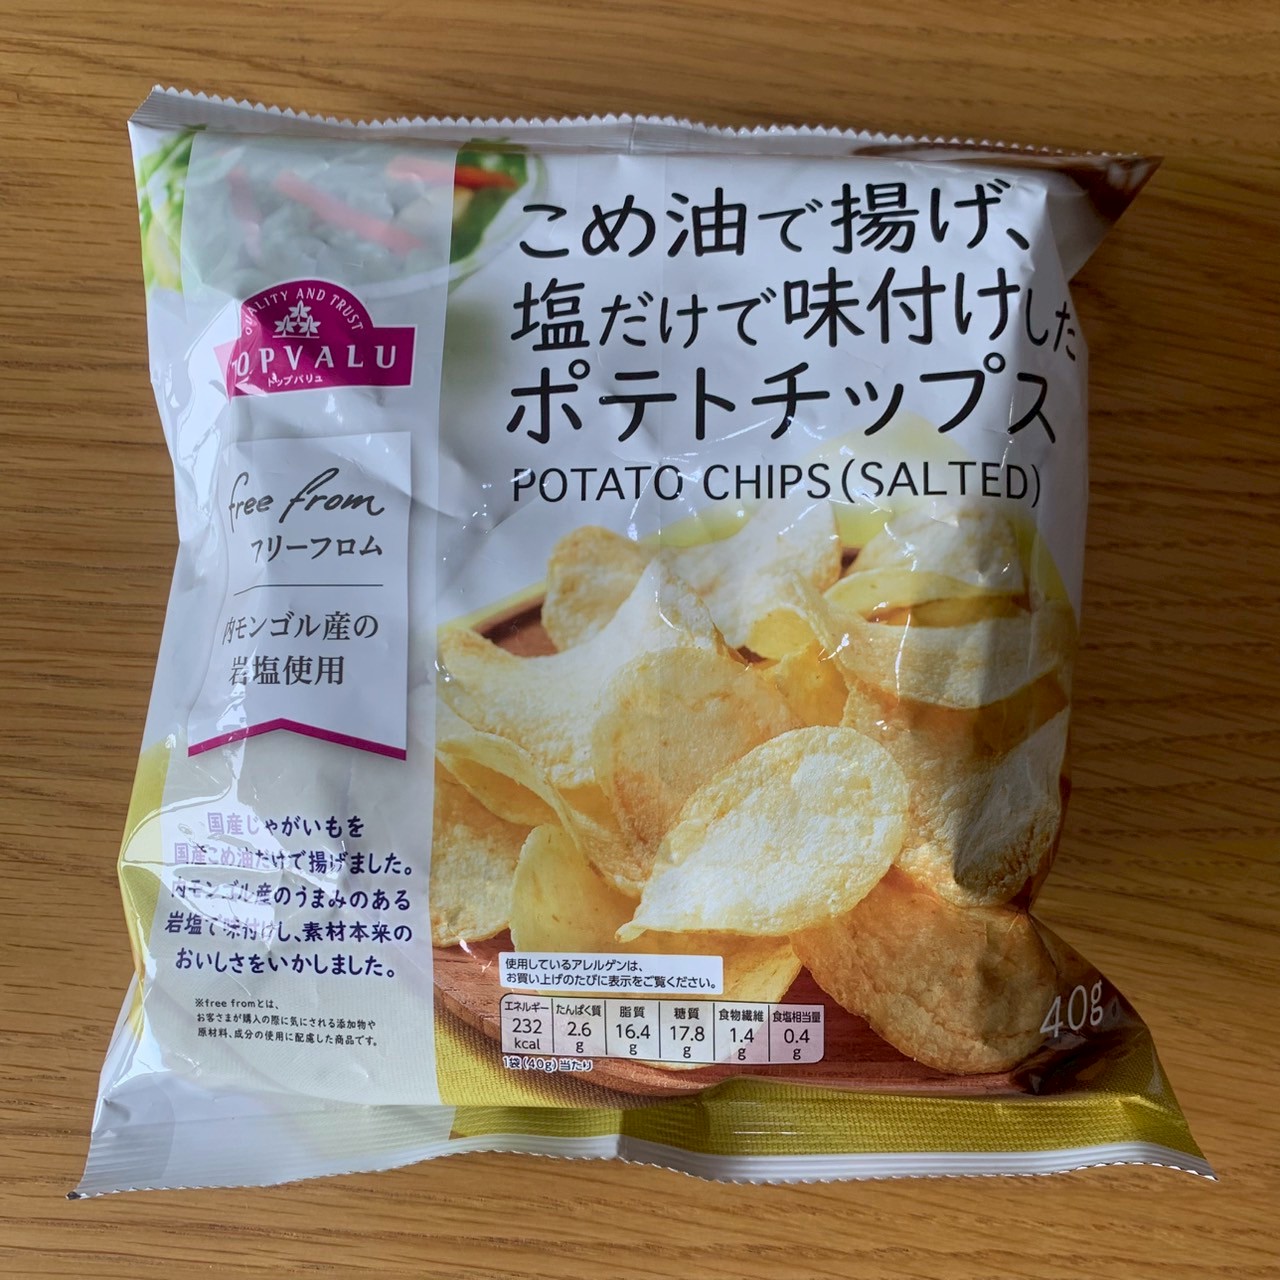 こめ油で揚げ、
塩だけで味付けした
ポテトチップス
POTATO CHIPS (SALTED)
QUALITY AND TRUST
TOPVALU
トップバリュ
free from
フリーフロム
内モンゴル産の
岩塩使用
国産じゃがいもを
国産こめ油だけで揚げました。
内モンゴル産のうまみのある
岩塩で味付けし、素材本来の
おいしさをいかしました。
※free fromとは、
お客さまが購入の際に気にされる添加物や
原材料、成分の使用に配慮した商品です。
使用しているアレルゲンは、
お買い上げのたびに表示をご覧ください。
エネルギー たんぱく質 脂質 糖質 食物繊維 食塩相当量
232 2.6 16.4 17.8 1.4 0.4
kcal g g g g g
1袋(40g)当たり
40g